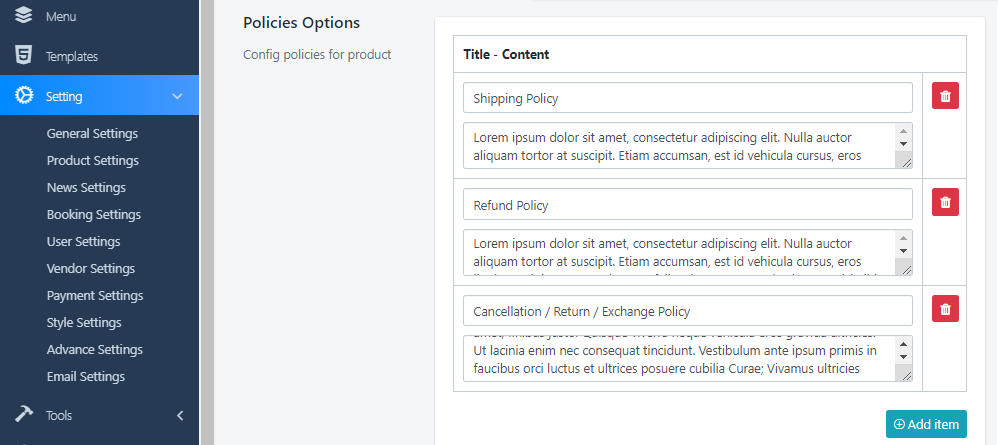 Menu
Templates
Setting
General Settings
Product Settings
News Settings
Booking Settings
User Settings
Vendor Settings
Payment Settings
Style Settings
Advance Settings
Email Settings
Tools
Policies Options
Config policies for product
Title - Content
Shipping Policy
Lorem ipsum dolor sit amet, consectetur adipiscing elit. Nulla auctor
aliquam tortor at suscipit. Etiam accumsan, est id vehicula cursus, eros
Refund Policy
Lorem ipsum dolor sit amet, consectetur adipiscing elit. Nulla auctor
aliquam tortor at suscipit. Etiam accumsan, est id vehicula cursus, eros
Cancellation / Return / Exchange Policy
Ut lacinia enim nec consequat tincidunt. Vestibulum ante ipsum primis in
faucibus orci luctus et ultrices posuere cubilia Curae; Vivamus ultricies
Add item